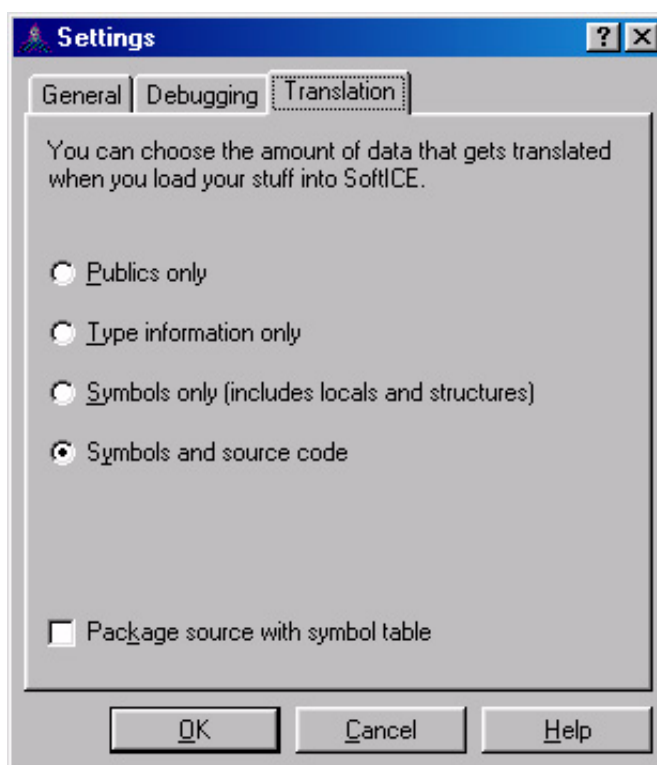 Settings
General Debugging Translation
You can choose the amount of data that gets translated
when you load your stuff into SoftICE.
Publics only
Type information only
Symbols only (includes locals and structures)
Symbols and source code
Package source with symbol table
OK Cancel Help